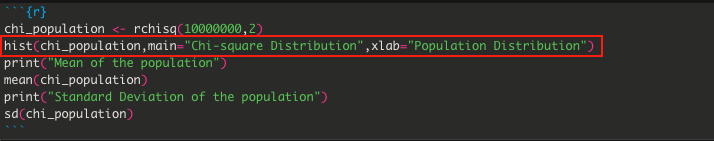 ```{r}
chi_population <- rchisq(10000000,2)
hist(chi_population,main="Chi-square Distribution",xlab="Population Distribution")
print("Mean of the population")
mean(chi_population)
print("Standard Deviation of the population")
sd(chi_population)
```